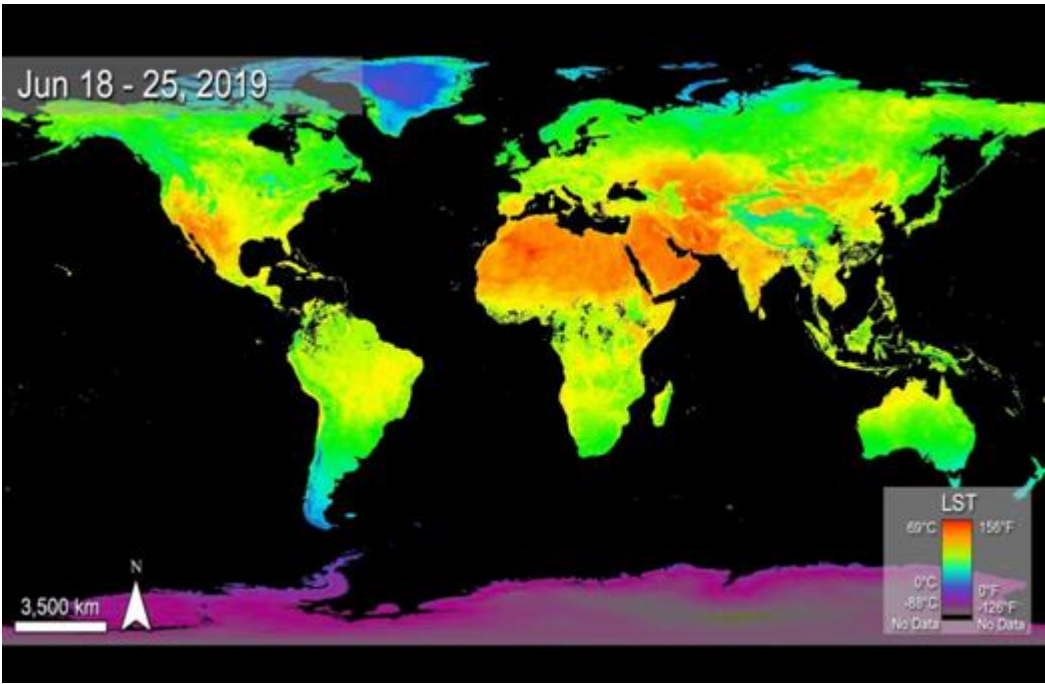 Jun 18 - 25, 2019
N
3,500 km
LST
69°C 156°F
0°C 0°F
-88°C -126°F
No Data No Data